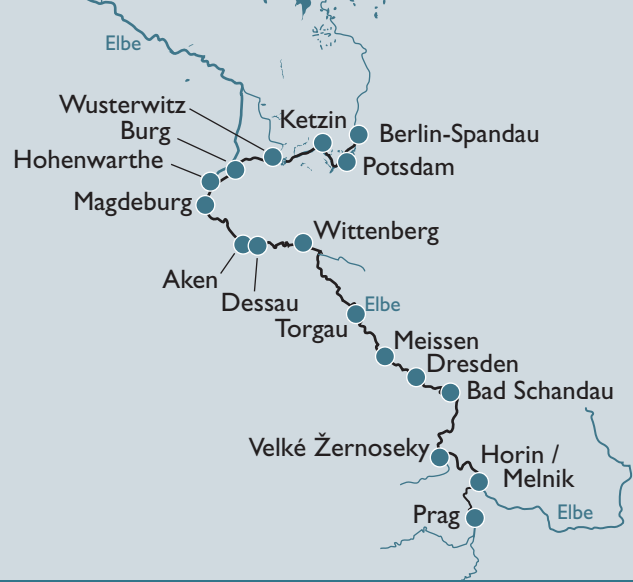 Elbe
Wusterwitz
Ketzin
Burg
Berlin-Spandau
Hohenwarthe
Potsdam
Magdeburg
Wittenberg
Aken
Dessau
Elbe
Torgau
Meissen
Dresden
Bad Schandau
Velké Žernoseky
Horin /
Melnik
Elbe
Prag